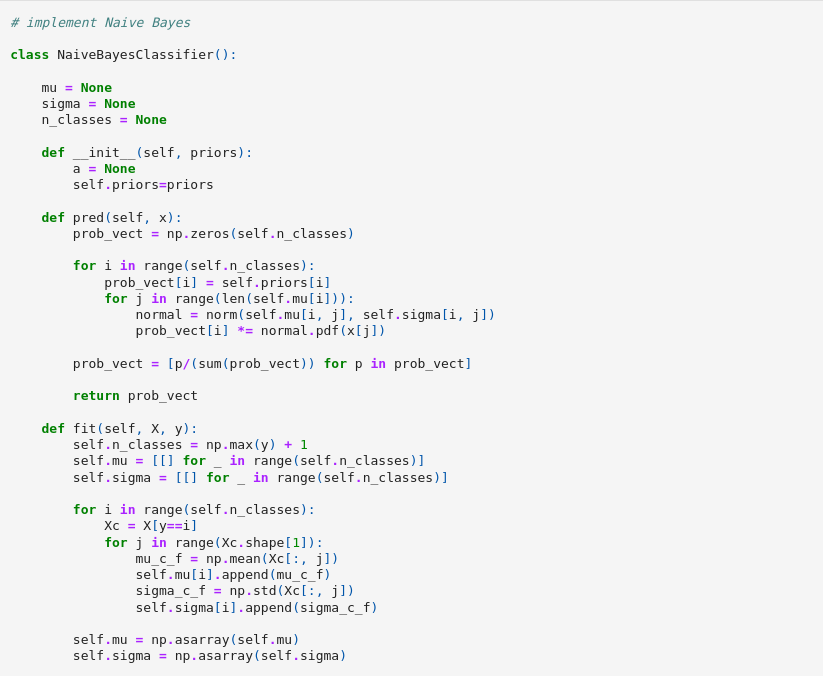 # implement Naive Bayes
class NaiveBayesClassifier():
    mu = None
    sigma = None
    n_classes = None
    def __init__(self, priors):
        a = None
        self.priors=priors
    def pred(self, x):
        prob_vect = np.zeros(self.n_classes)
        for i in range(self.n_classes):
            prob_vect[i] = self.priors[i]
            for j in range(len(self.mu[i])):
                normal = norm(self.mu[i, j], self.sigma[i, j])
                prob_vect[i] *= normal.pdf(x[j])
        prob_vect = [p/(sum(prob_vect)) for p in prob_vect]
        return prob_vect
    def fit(self, X, y):
        self.n_classes = np.max(y) + 1
        self.mu = [[] for _ in range(self.n_classes)]
        self.sigma = [[] for _ in range(self.n_classes)]
        for i in range(self.n_classes):
            Xc = X[y==i]
            for j in range(Xc.shape[1]):
                mu_c_f = np.mean(Xc[:, j])
                self.mu[i].append(mu_c_f)
                sigma_c_f = np.std(Xc[:, j])
                self.sigma[i].append(sigma_c_f)
        self.mu = np.asarray(self.mu)
        self.sigma = np.asarray(self.sigma)